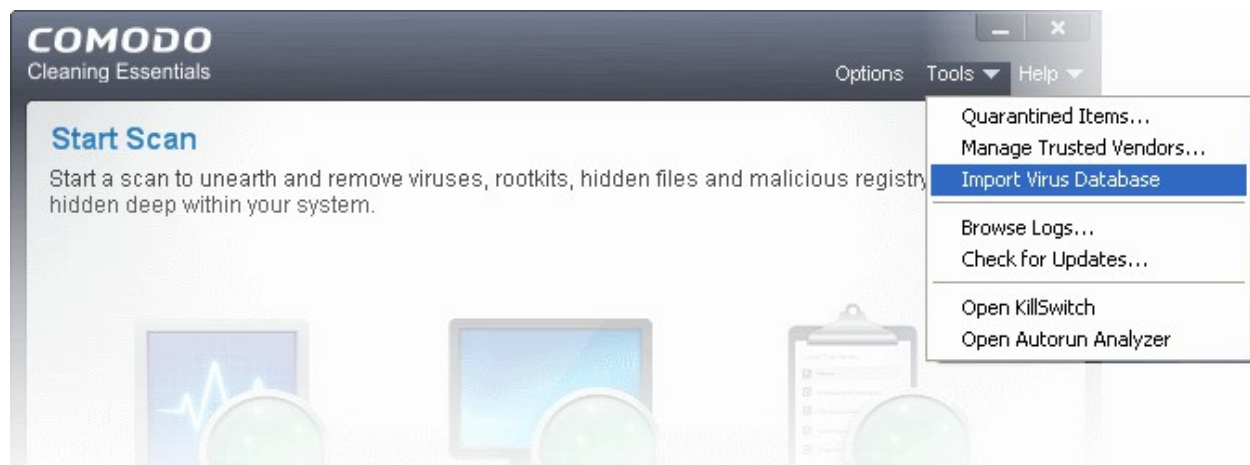 COMODO
Cleaning Essentials
Options Tools Help
Start Scan
Start a scan to unearth and remove viruses, rootkits, hidden files and malicious registry
hidden deep within your system.
Quarantined Items...
Manage Trusted Vendors...
Import Virus Database
Browse Logs...
Check for Updates...
Open KillSwitch
Open Autorun Analyzer